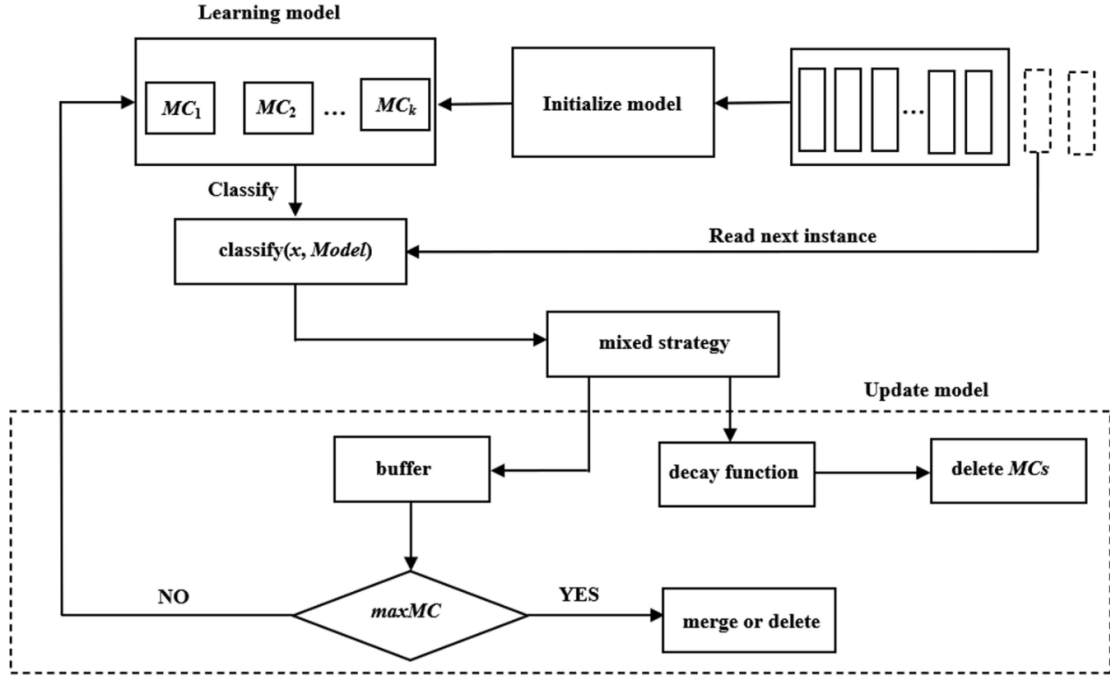 Learning model
MC1 MC2 ... MCk
Initialize model
...
Classify
classify(x, Model)
Read next instance
mixed strategy
Update model
buffer
decay function
delete MCs
NO
maxMC
YES
merge or delete